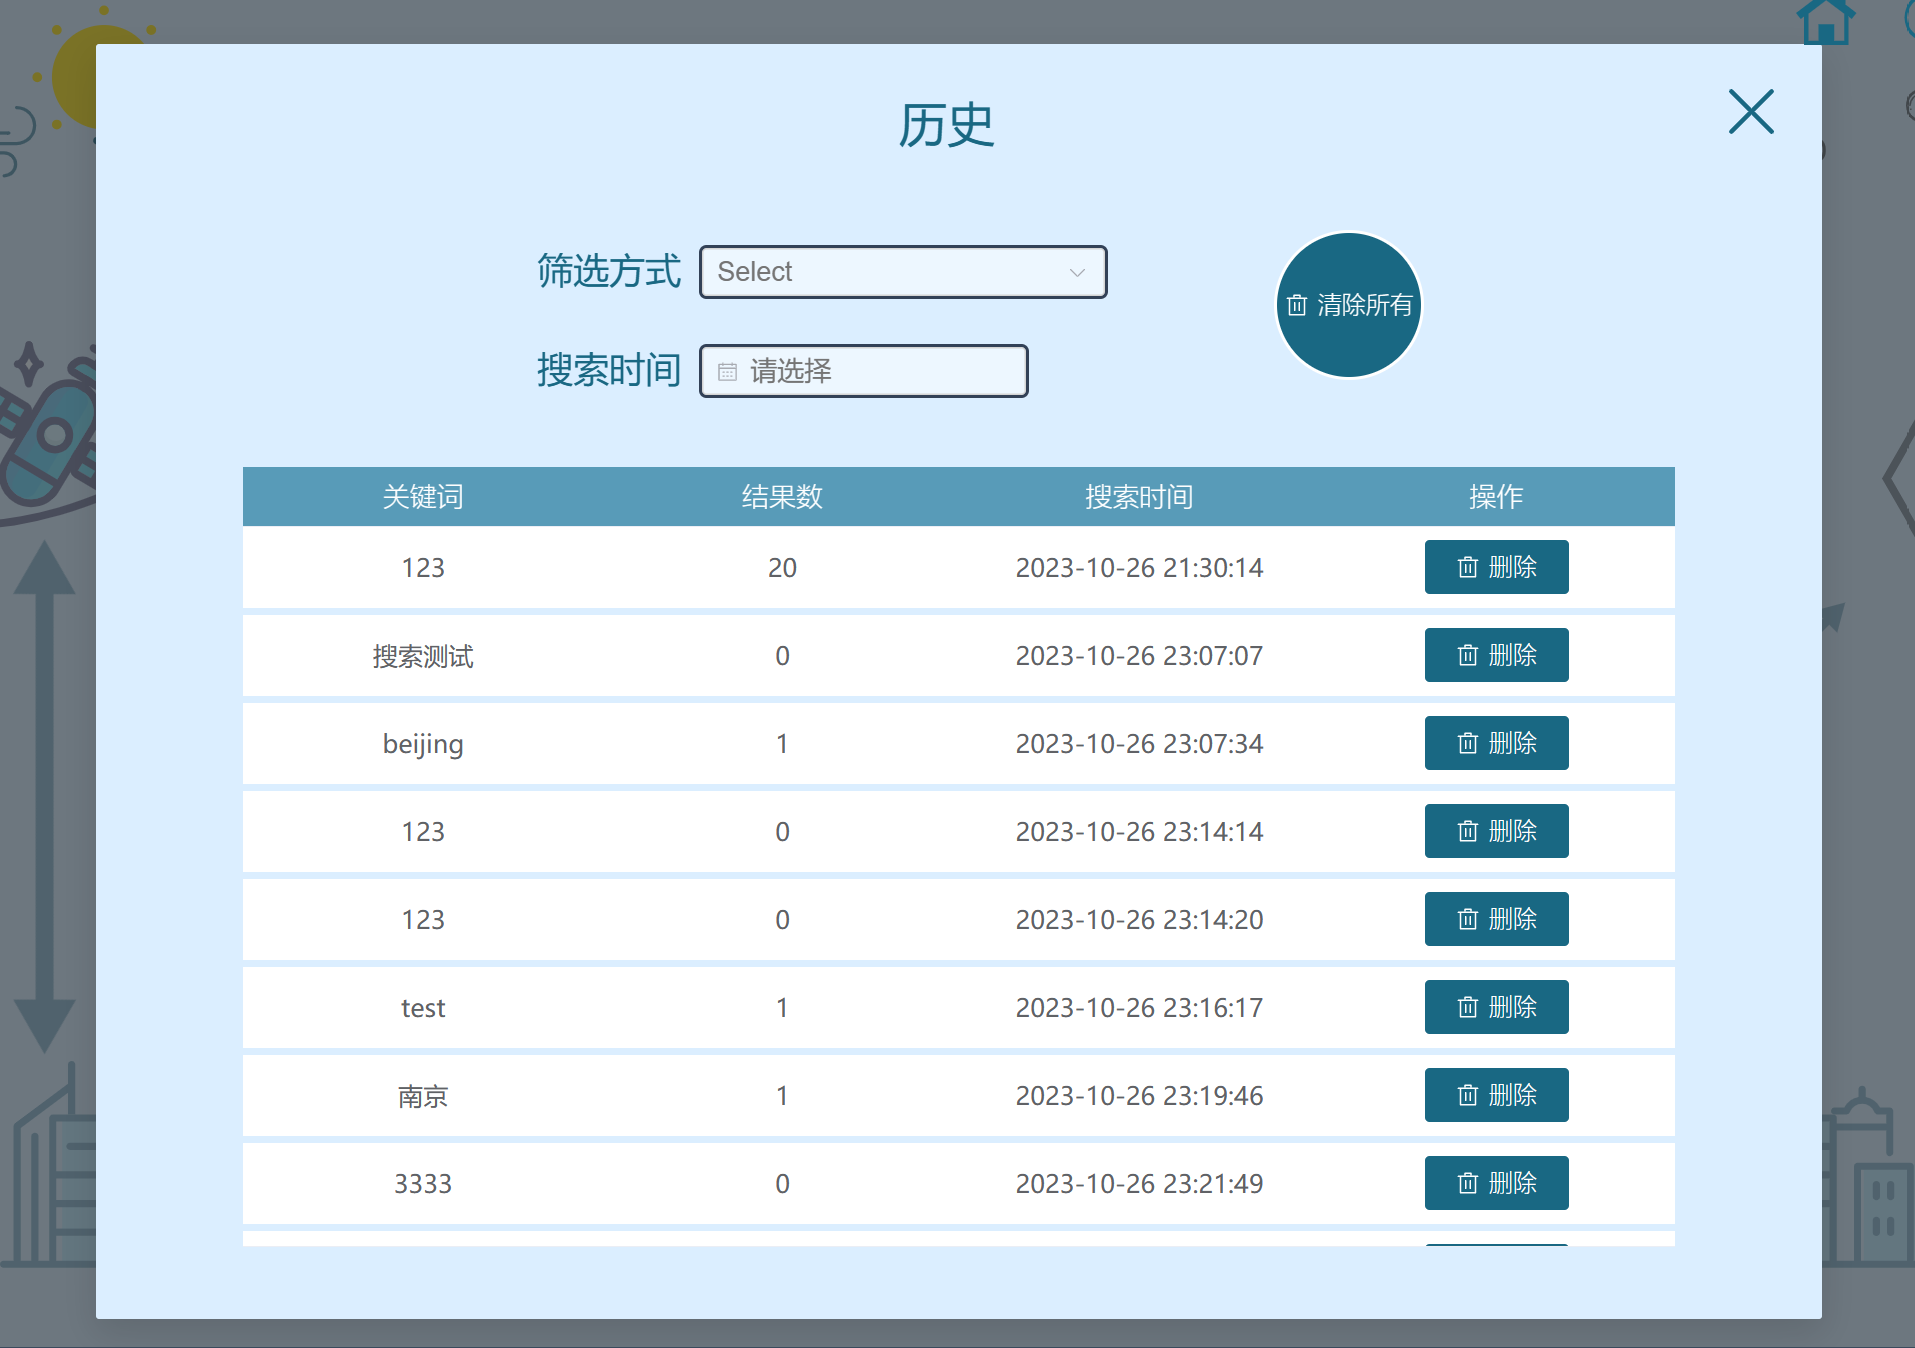 历史
筛选方式 Select
清除所有
搜索时间 请选择
关键词 结果数 搜索时间 操作
123 20 2023-10-26 21:30:14 删除
搜索测试 0 2023-10-26 23:07:07 删除
beijing 1 2023-10-26 23:07:34 删除
123 0 2023-10-26 23:14:14 删除
123 0 2023-10-26 23:14:20 删除
test 1 2023-10-26 23:16:17 删除
南京 1 2023-10-26 23:19:46 删除
3333 0 2023-10-26 23:21:49 删除